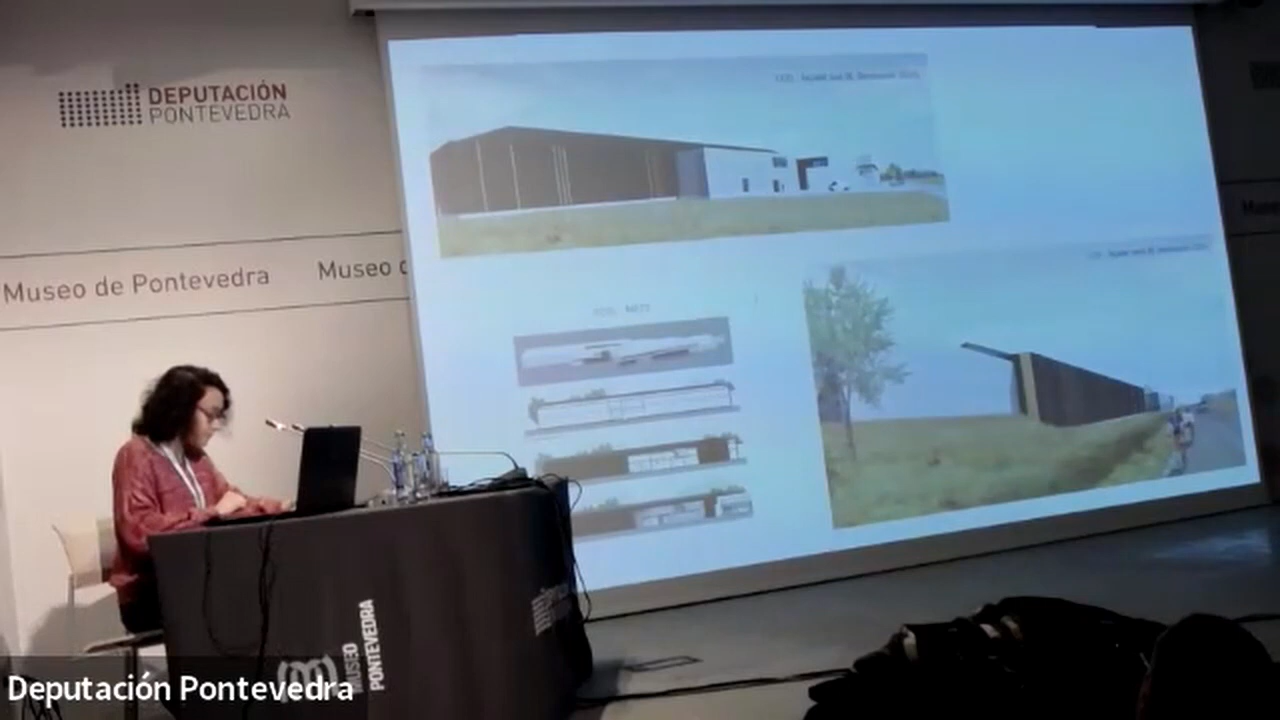 DEPUTACIÓN
PONTEVEDRA
Museo de Pontevedra
Museo d
MUSEO
PONTEVEDRA
Deputación Pontevedra